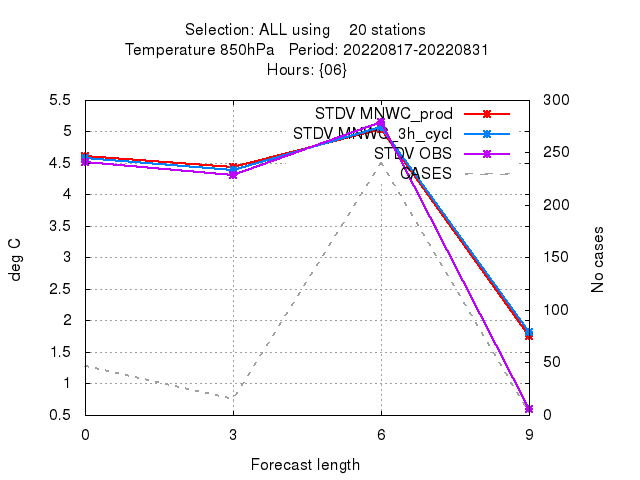 Selection: ALL using 20 stations
Temperature 850hPa Period: 20220817-20220831
Hours: {06}
STDV MNWC_prod
STDV MNWC_3h_cycl
STDV OBS
CASES
5.5
5
4.5
4
3.5
3
2.5
2
1.5
1
0.5
300
250
200
150
100
50
0
deg C
No cases
0 3 6 9
Forecast length